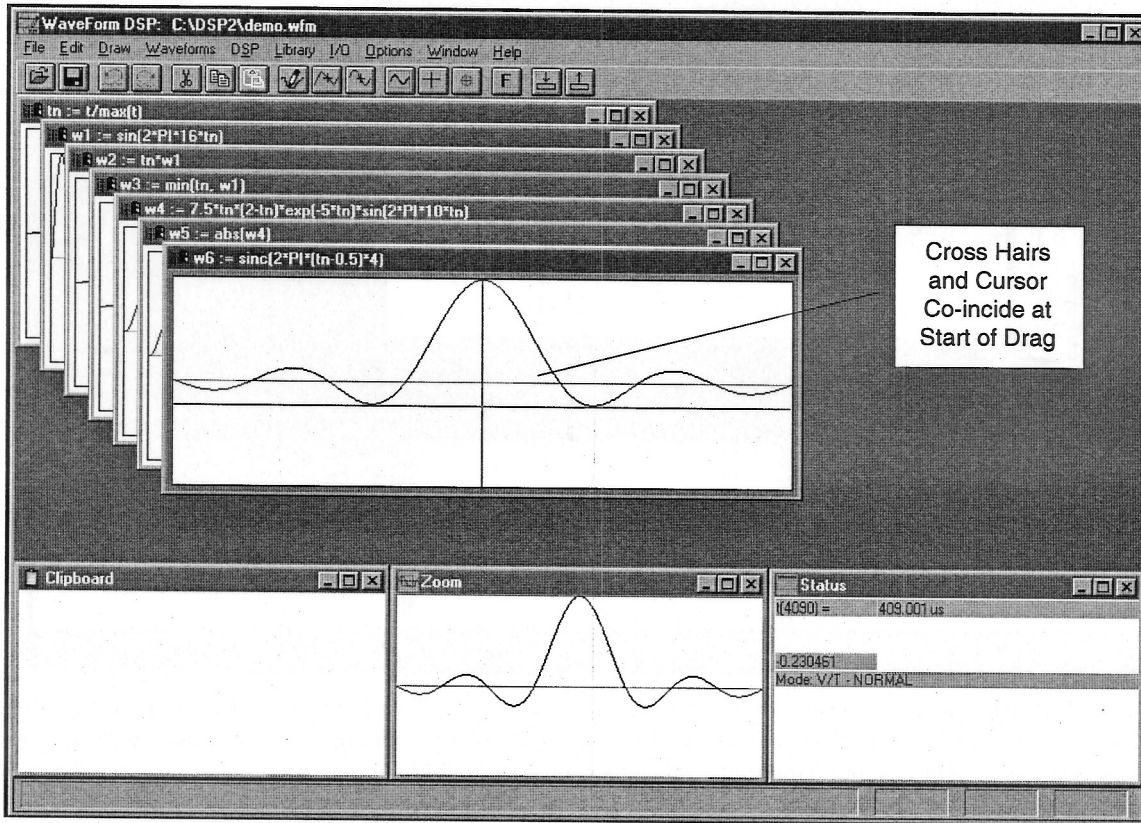 WaveForm DSP: C:\DSP2\demo.wfm
File Edit Draw Waveforms DSP Library I/O Options Window Help
F
tn := t/max(t)
w1 := sin(2*PI*16*tn)
w2 := tn*w1
w3 := min(tn, w1)
w4 := 7.5*tn*(2-tn)*exp(-5*tn)*sin(2*PI*10*tn)
w5 := abs(w4)
w6 := sinc(2*PI*(tn-0.5)*4)
Cross Hairs
and Cursor
Co-incide at
Start of Drag
Clipboard
Zoom
Status
t(4090) = 409.001 us
-0.230461
Mode: V/T - NORMAL